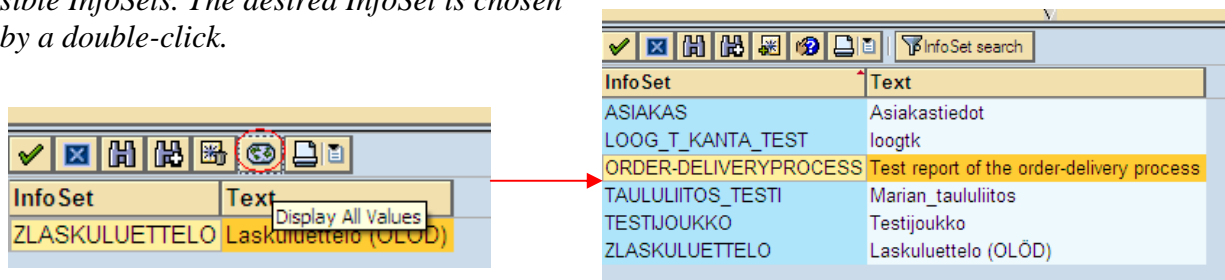 sible InfoSets. The desired InfoSet is chosen
by a double-click.
InfoSet Text
Display All Values
ZLASKULUETTELO Laskuluettelo (OLÖD)
InfoSet search
InfoSet Text
ASIAKAS Asiakastiedot
LOOG_T_KANTA_TEST loogtk
ORDER-DELIVERYPROCESS Test report of the order-delivery process
TAULULIITOS_TESTI Marian_taululiitos
TESTIJOUKKO Testijoukko
ZLASKULUETTELO Laskuluettelo (OLÖD)